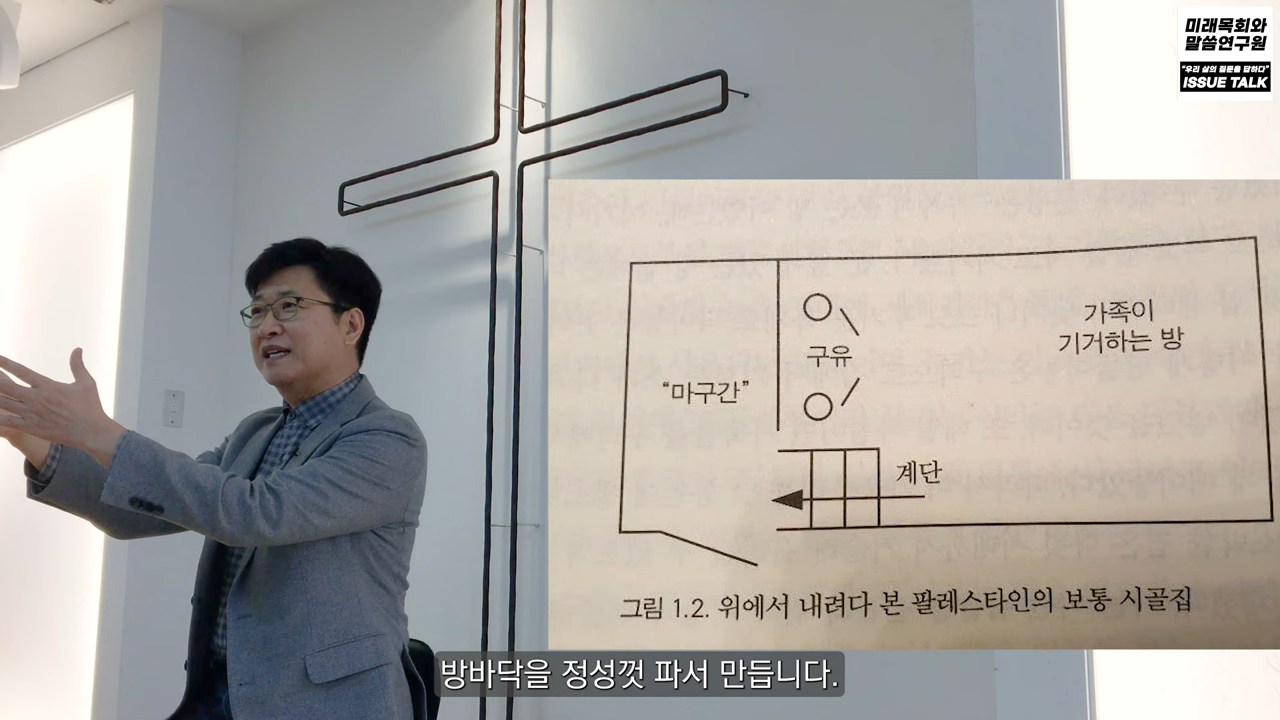 미래목회와
말씀연구원
"우리 삶의 질문을 답하다"
ISSUE TALK
가족이
기거하는 방
구유
"마구간"
계단
그림 1.2. 위에서 내려다 본 팔레스타인의 보통 시골집
방바닥을 정성껏 파서 만듭니다.